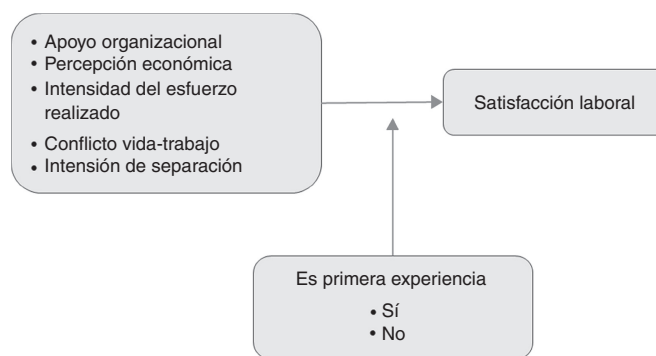 • Apoyo organizacional
• Percepción económica
• Intensidad del esfuerzo
realizado
• Conflicto vida-trabajo
• Intensión de separación
Satisfacción laboral
Es primera experiencia
• Sí
• No